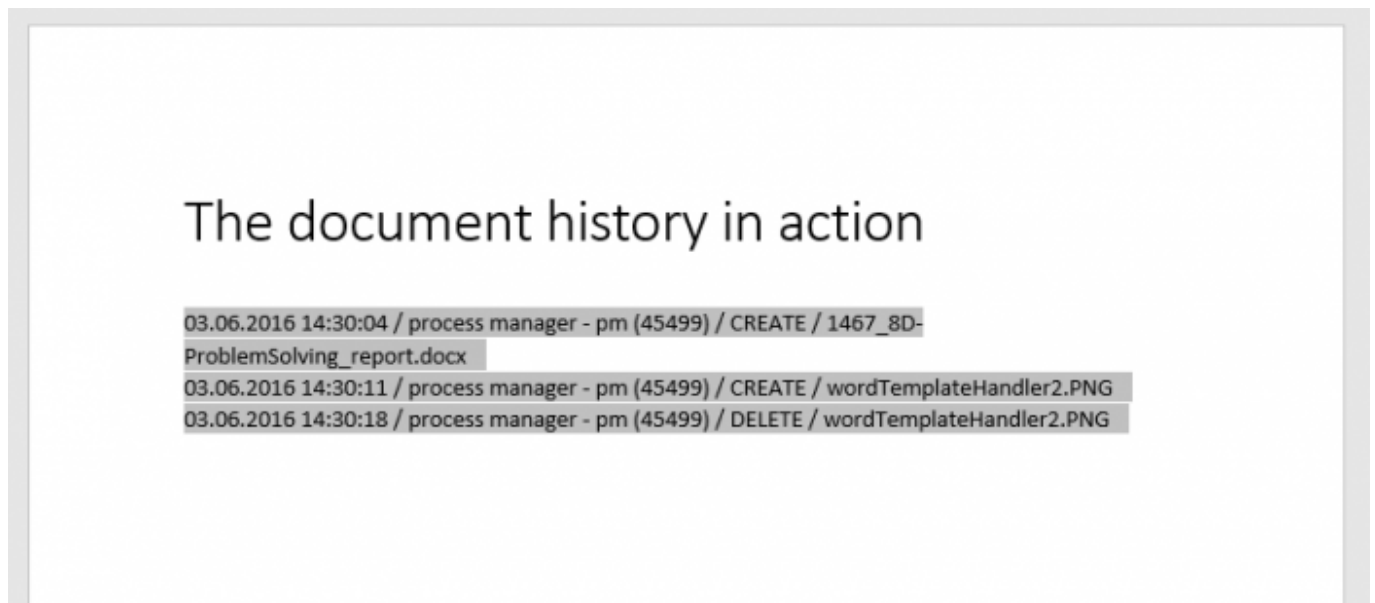 The document history in action
03.06.2016 14:30:04 / process manager - pm (45499) / CREATE / 1467_8D-
ProblemSolving_report.docx
03.06.2016 14:30:11 / process manager - pm (45499) / CREATE / wordTemplateHandler2.PNG
03.06.2016 14:30:18 / process manager - pm (45499) / DELETE / wordTemplateHandler2.PNG